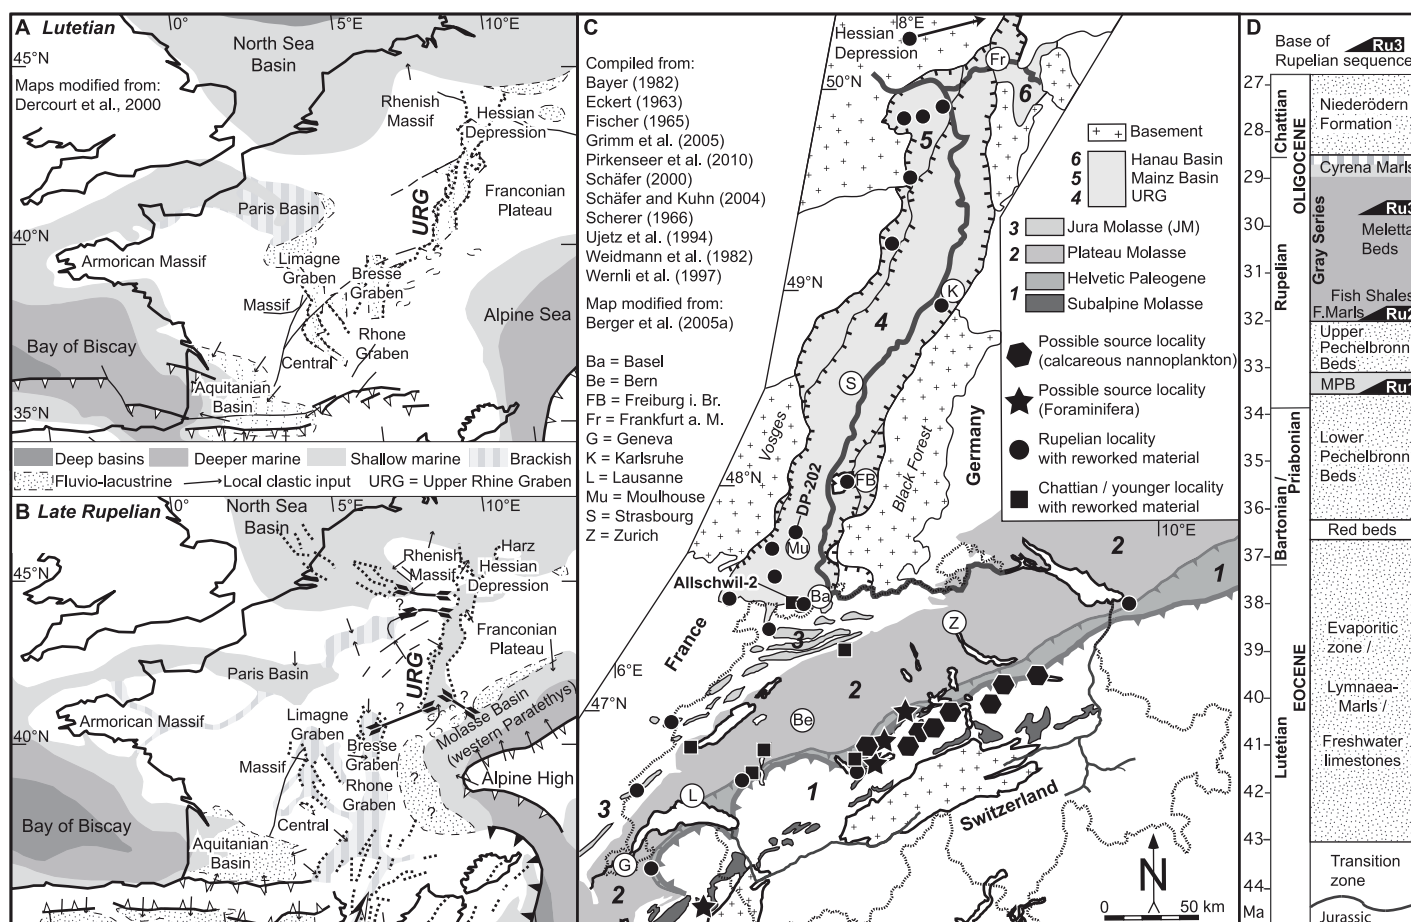 A Lutetian
0°
5°E
10°E
45°N
North Sea
Basin
Maps modified from:
Dercourt et al., 2000
Rhenish
Massif
Hessian
Depression
Paris Basin
URG
Franconian
Plateau
40°N
Armorican Massif
Limagne
Graben
Bresse
Graben
Massif
Alpine Sea
Bay of Biscay
Central
Rhone
Graben
Aquitanian
Basin
35°N
Deep basins
Deeper marine
Shallow marine
Brackish
Fluvio-lacustrine
Local clastic input
URG = Upper Rhine Graben
B Late Rupelian
0°
North Sea
Basin
5°E
10°E
Rhenish
Massif
Harz
Hessian
Depression
45°N
?
Franconian
Plateau
Paris Basin
URG
?
?
Armorican Massif
Limagne
Graben
Molasse Basin
(western Paratethys)
40°N
Bresse
Graben
?
Massif
Rhone
Graben
Alpine High
?
Bay of Biscay
Central
Aquitanian
Basin
?
C
Compiled from:
Bayer (1982)
Eckert (1963)
Fischer (1965)
Grimm et al. (2005)
Pirkenseer et al. (2010)
Schäfer (2000)
Schäfer and Kuhn (2004)
Scherer (1966)
Ujetz et al. (1994)
Weidmann et al. (1982)
Wernli et al. (1997)
Map modified from:
Berger et al. (2005a)
Ba = Basel
Be = Bern
FB = Freiburg i. Br.
Fr = Frankfurt a. M.
G = Geneva
K = Karlsruhe
L = Lausanne
Mu = Moulhouse
S = Strasbourg
Z = Zurich
Hessian
Depression
8°E
Fr
50°N
6
5
49°N
K
4
S
Vosges
Black Forest
Germany
48°N
DP-202
FB
Mu
Allschwil-2
Ba
10°E
2
1
Z
3
France
6°E
2
47°N
Be
1
L
3
Switzerland
G
2
N
0
50 km
Basement
6 Hanau Basin
5 Mainz Basin
4 URG
3 Jura Molasse (JM)
2 Plateau Molasse
Helvetic Paleogene
1
Subalpine Molasse
Possible source locality
(calcareous nannoplankton)
Possible source locality
(Foraminifera)
Rupelian locality
with reworked material
Chattian / younger locality
with reworked material
D
Base of
Rupelian sequence
Ru3
27
28
29
30
31
32
33
34
35
36
37
38
39
40
41
42
43
44
Ma
Chattian
Rupelian
Bartonian /
Priabonian
Lutetian
OLIGOCENE
EOCENE
Niederödern
Formation
Cyrena Marls
Gray Series
Ru3
Meletta
Beds
Fish Shales
F.Marls
Ru2
Upper
Pechelbronn
Beds
MPB
Ru1
Lower
Pechelbronn
Beds
Red beds
Evaporitic
zone /
Lymnaea-
Marls /
Freshwater
limestones
Transition
zone
Jurassic